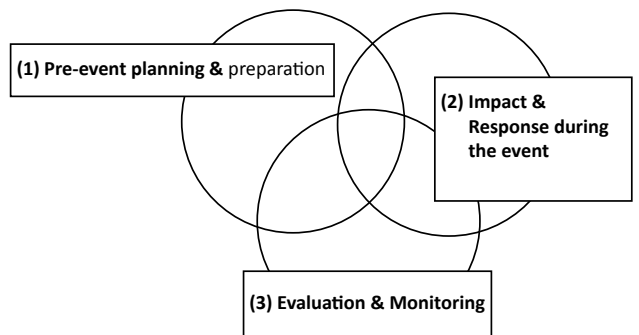 (1) Pre-event planning & preparation
(2) Impact &
Response during
the event
(3) Evaluation & Monitoring